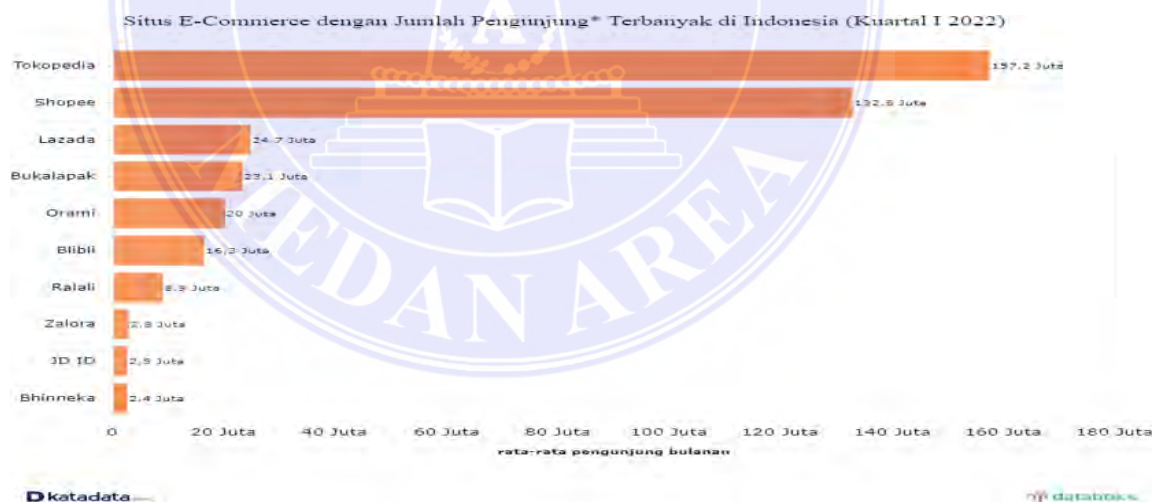 Situs E-Commerce dengan Jumlah Pengunjung* Terbanyak di Indonesia (Kuartal I 2022)
Tokopedia 157,2 Juta
Shopee 132,8 Juta
Lazada 24,7 Juta
Bukalapak 23,1 Juta
Orami 20 Juta
Blibli 16,3 Juta
Ralali 8,9 Juta
Zalora 2,8 Juta
JD ID 2,5 Juta
Bhinneka 2,4 Juta
0 20 Juta 40 Juta 60 Juta 80 Juta 100 Juta 120 Juta 140 Juta 160 Juta 180 Juta
rata-rata pengunjung bulanan
katadata databoks
MEDAN AREA